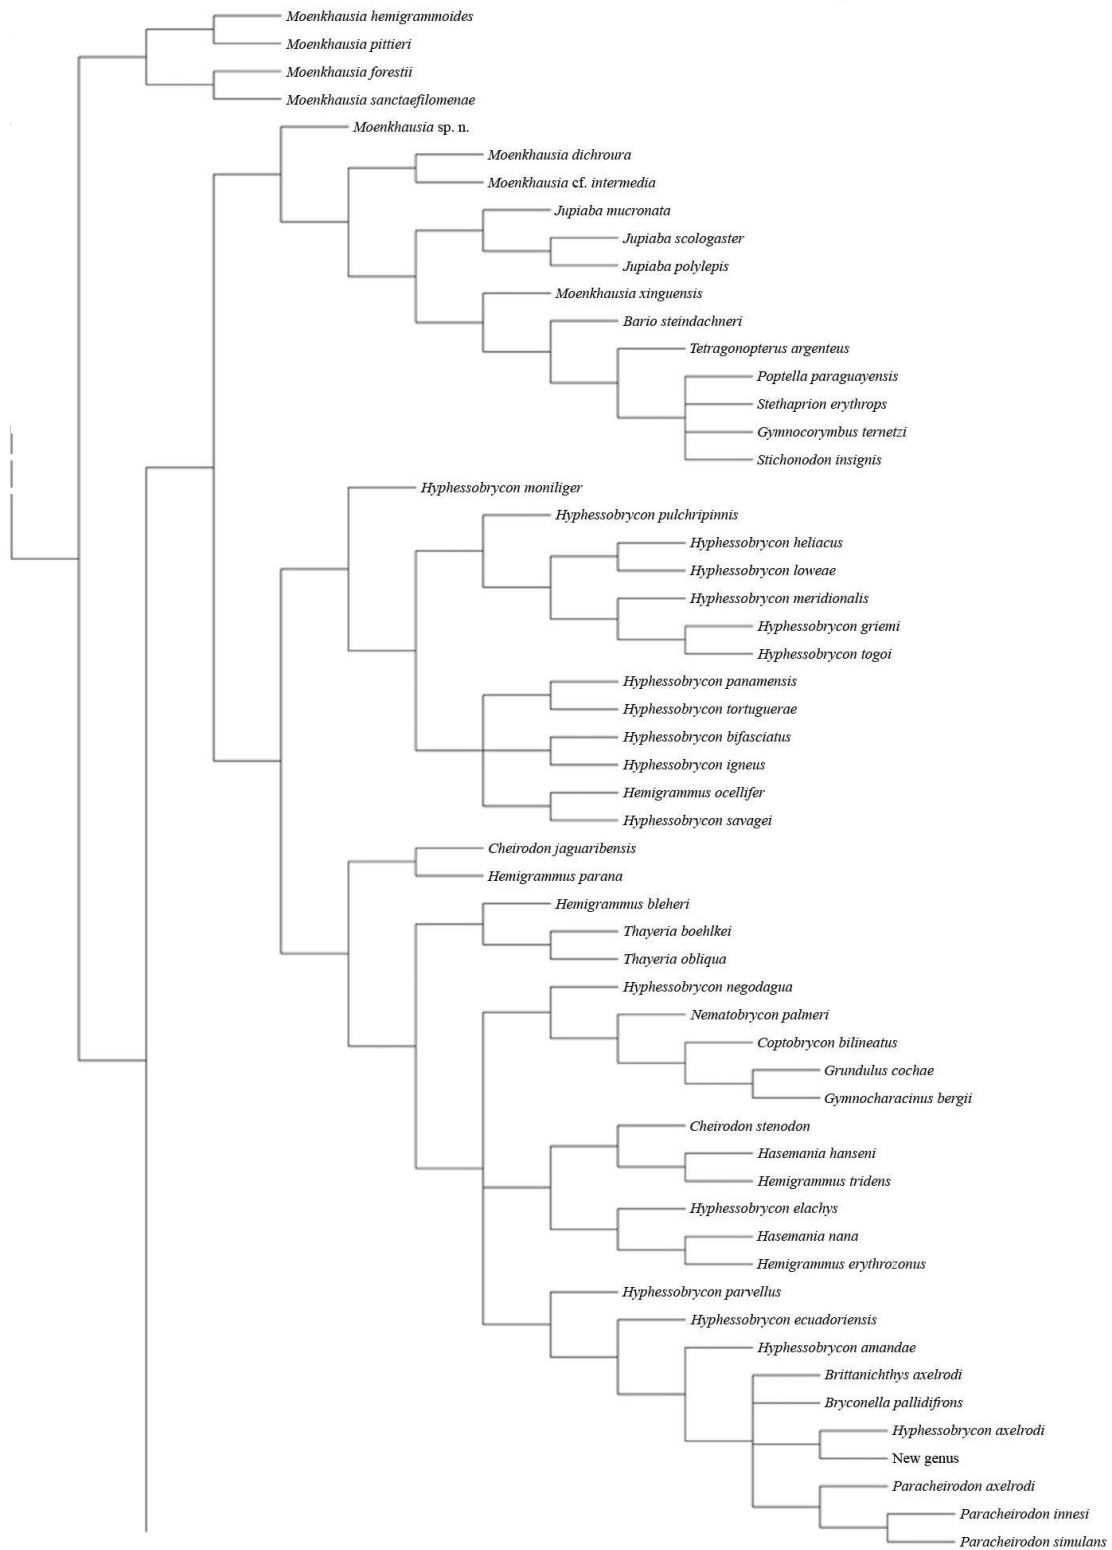 Moenkhausia hemigrammoides
Moenkhausia pittieri
Moenkhausia forestii
Moenkhausia sanctaefilomenae
Moenkhausia sp. n.
Moenkhausia dichroura
Moenkhausia cf. intermedia
Jupiaba mucronata
Jupiaba scologaster
Jupiaba polylepis
Moenkhausia xinguensis
Bario steindachneri
Tetragonopterus argenteus
Poptella paraguayensis
Stethaprion erythrops
Gymnocorymbus ternetzi
Stichonodon insignis
Hyphessobrycon moniliger
Hyphessobrycon pulchripinnis
Hyphessobrycon heliacus
Hyphessobrycon loweae
Hyphessobrycon meridionalis
Hyphessobrycon griemi
Hyphessobrycon togoi
Hyphessobrycon panamensis
Hyphessobrycon tortuguerae
Hyphessobrycon bifasciatus
Hyphessobrycon igneus
Hemigrammus ocellifer
Hyphessobrycon savagei
Cheirodon jaguaribensis
Hemigrammus parana
Hemigrammus bleheri
Thayeria boehlkei
Thayeria obliqua
Hyphessobrycon negodagua
Nematobrycon palmeri
Coptobrycon bilineatus
Grundulus cochae
Gymnocharacinus bergii
Cheirodon stenodon
Hasemania hanseni
Hemigrammus tridens
Hyphessobrycon elachys
Hasemania nana
Hemigrammus erythrozonus
Hyphessobrycon parvellus
Hyphessobrycon ecuadoriensis
Hyphessobrycon amandae
Brittanichthys axelrodi
Bryconella pallidifrons
Hyphessobrycon axelrodi
New genus
Paracheirodon axelrodi
Paracheirodon innesi
Paracheirodon simulans